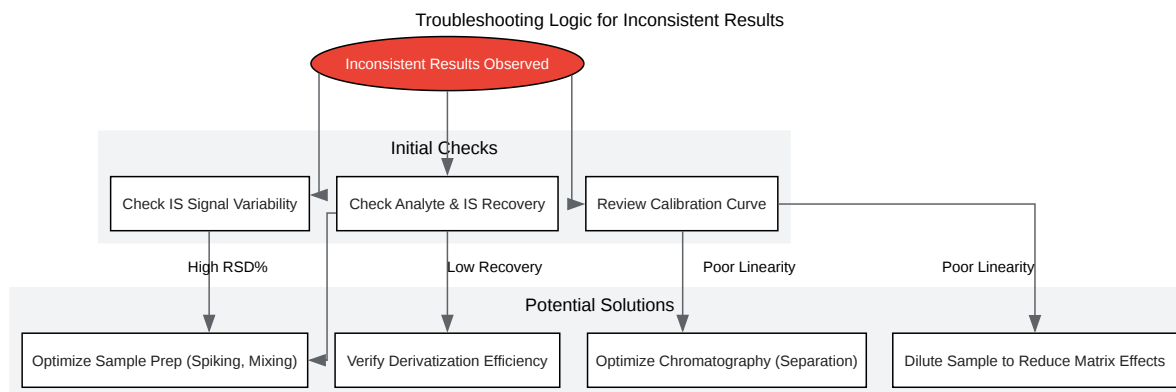 Troubleshooting Logic for Inconsistent Results
Inconsistent Results Observed
Initial Checks
Check IS Signal Variability
Check Analyte & IS Recovery
Review Calibration Curve
High RSD%
Low Recovery
Poor Linearity
Poor Linearity
Potential Solutions
Optimize Sample Prep (Spiking, Mixing)
Verify Derivatization Efficiency
Optimize Chromatography (Separation)
Dilute Sample to Reduce Matrix Effects